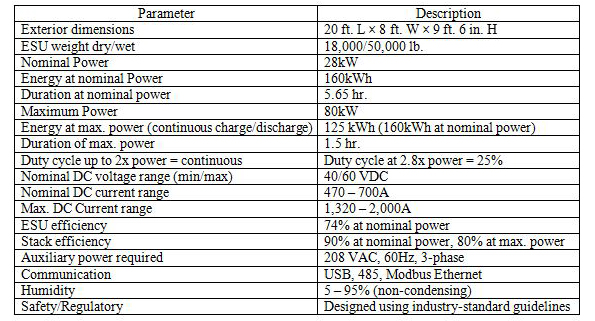 Parameter Description
Exterior dimensions 20 ft. L × 8 ft. W × 9 ft. 6 in. H
ESU weight dry/wet 18,000/50,000 lb.
Nominal Power 28kW
Energy at nominal Power 160kWh
Duration at nominal power 5.65 hr.
Maximum Power 80kW
Energy at max. power (continuous charge/discharge) 125 kWh (160kWh at nominal power)
Duration of max. power 1.5 hr.
Duty cycle up to 2x power = continuous Duty cycle at 2.8x power = 25%
Nominal DC voltage range (min/max) 40/60 VDC
Nominal DC current range 470 – 700A
Max. DC Current range 1,320 – 2,000A
ESU efficiency 74% at nominal power
Stack efficiency 90% at nominal power, 80% at max. power
Auxiliary power required 208 VAC, 60Hz, 3-phase
Communication USB, 485, Modbus Ethernet
Humidity 5 – 95% (non-condensing)
Safety/Regulatory Designed using industry-standard guidelines